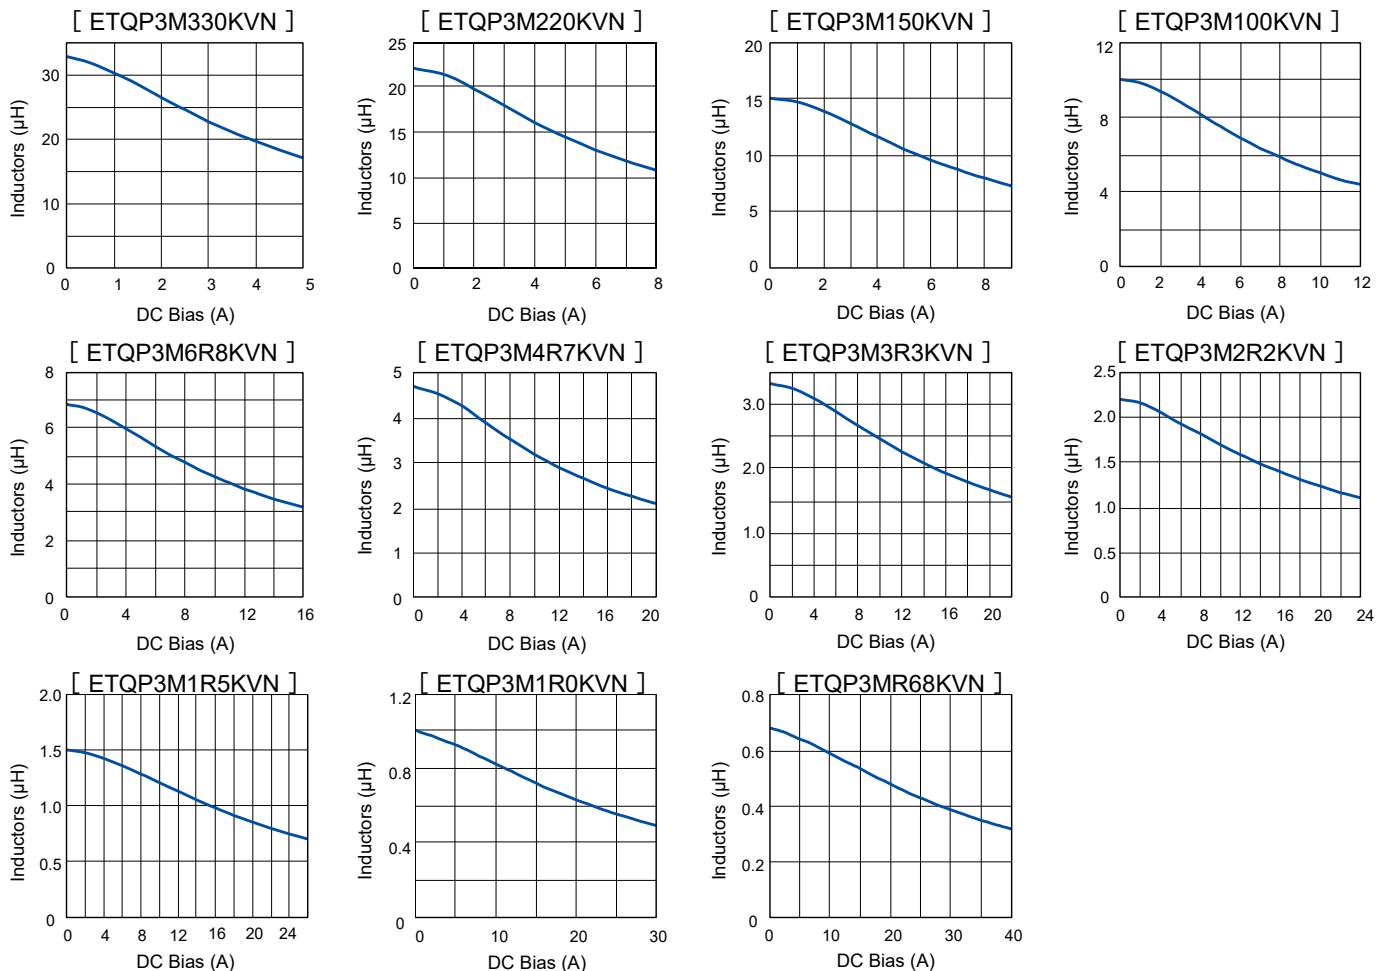 [ ETQP3M330KVN ]
30
20
10
0
0 1 2 3 4 5
Inductors (µH)
DC Bias (A)
[ ETQP3M220KVN ]
25
20
15
10
5
0
0 2 4 6 8
Inductors (µH)
DC Bias (A)
[ ETQP3M150KVN ]
20
15
10
5
0
0 2 4 6 8
Inductors (µH)
DC Bias (A)
[ ETQP3M100KVN ]
12
8
4
0
0 2 4 6 8 10 12
Inductors (µH)
DC Bias (A)
[ ETQP3M6R8KVN ]
8
6
4
2
0
0 4 8 12 16
Inductors (µH)
DC Bias (A)
[ ETQP3M4R7KVN ]
5
4
3
2
1
0
0 4 8 12 16 20
Inductors (µH)
DC Bias (A)
[ ETQP3M3R3KVN ]
3.0
2.0
1.0
0
0 4 8 12 16 20
Inductors (µH)
DC Bias (A)
[ ETQP3M2R2KVN ]
2.5
2.0
1.5
1.0
0.5
0
0 4 8 12 16 20 24
Inductors (µH)
DC Bias (A)
[ ETQP3M1R5KVN ]
2.0
1.5
1.0
0.5
0
0 4 8 12 16 20 24
Inductors (µH)
DC Bias (A)
[ ETQP3M1R0KVN ]
1.2
0.8
0.4
0
0 10 20 30
Inductors (µH)
DC Bias (A)
[ ETQP3MR68KVN ]
0.8
0.6
0.4
0.2
0
0 10 20 30 40
Inductors (µH)
DC Bias (A)